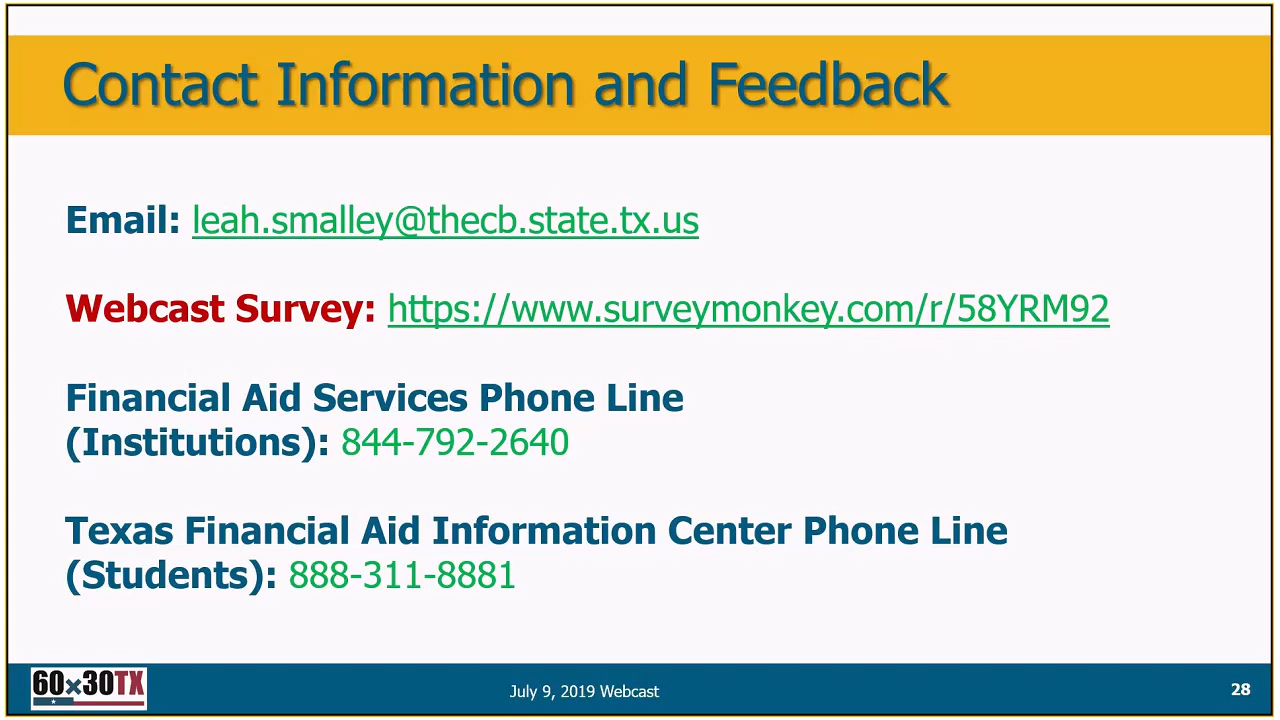 Contact Information and Feedback
Email: leah.smalley@thecb.state.tx.us
Webcast Survey: https://www.surveymonkey.com/r/58YRM92
Financial Aid Services Phone Line
(Institutions): 844-792-2640
Texas Financial Aid Information Center Phone Line
(Students): 888-311-8881
60x30TX
July 9, 2019 Webcast
28